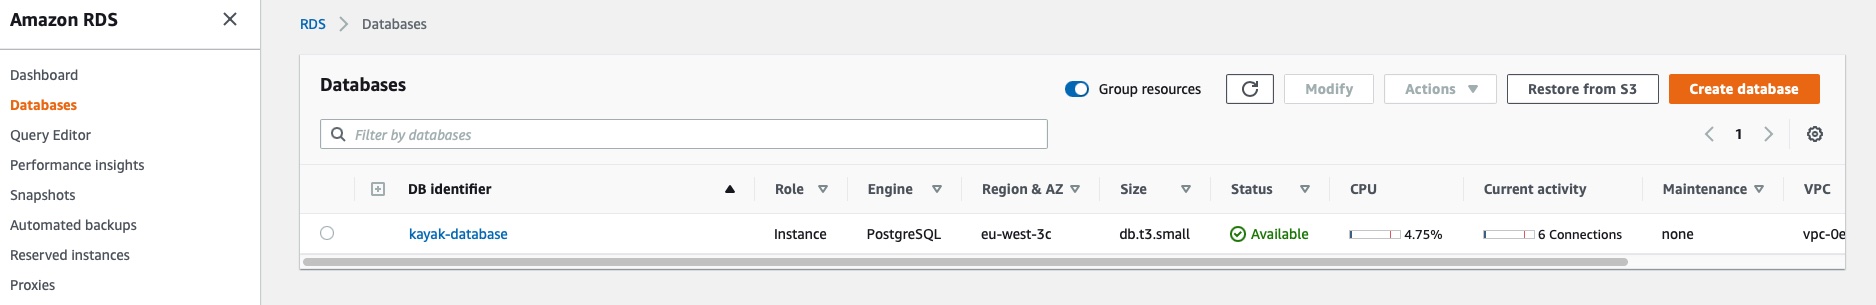 Amazon RDS
Dashboard
Databases
Query Editor
Performance insights
Snapshots
Automated backups
Reserved instances
Proxies
RDS > Databases
Databases
Group resources Modify Actions Restore from S3 Create database
Filter by databases
1
DB identifier Role Engine Region & AZ Size Status CPU Current activity Maintenance VPC
kayak-database Instance PostgreSQL eu-west-3c db.t3.small Available 4.75% 6 Connections none vpc-0e